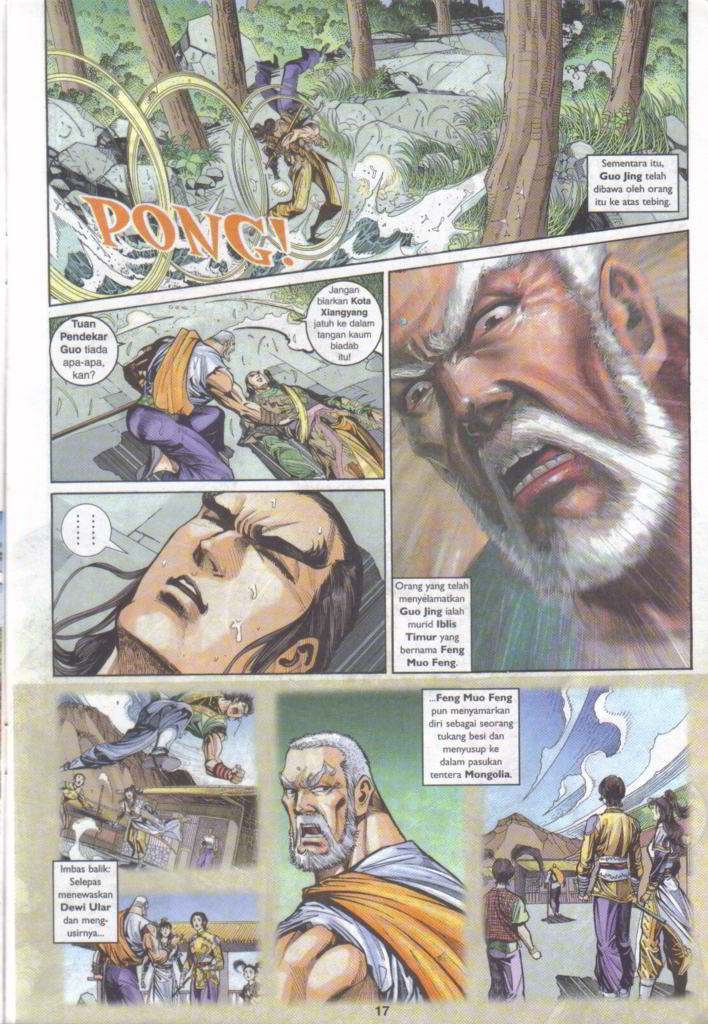 Sementara itu,
Guo Jing telah
dibawa oleh orang
itu ke atas tebing.
PONG!
Tuan
Pendekar
Guo tiada
apa-apa,
kan?
Jangan
biarkan Kota
Xiangyang
jatuh ke dalam
tangan kaum
biadab
itu!
......
Orang yang telah
menyelamatkan
Guo Jing ialah
murid Iblis
Timur yang
bernama Feng
Muo Feng.
...Feng Muo Feng
pun menyamarkan
diri sebagai seorang
tukang besi dan
menyusup ke
dalam pasukan
tentera Mongolia.
Imbas balik:
Selepas
menewaskan
Dewi Ular
dan meng-
usirnya...
17